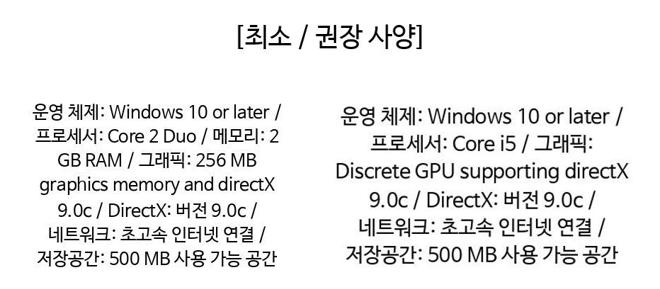 [최소 / 권장 사양]
운영 체제: Windows 10 or later /
프로세서: Core 2 Duo / 메모리: 2
GB RAM / 그래픽: 256 MB
graphics memory and directX
9.0c / DirectX: 버전 9.0c /
네트워크: 초고속 인터넷 연결 /
저장공간: 500 MB 사용 가능 공간
운영 체제: Windows 10 or later /
프로세서: Core i5 / 그래픽:
Discrete GPU supporting directX
9.0c / DirectX: 버전 9.0c /
네트워크: 초고속 인터넷 연결 /
저장공간: 500 MB 사용 가능 공간